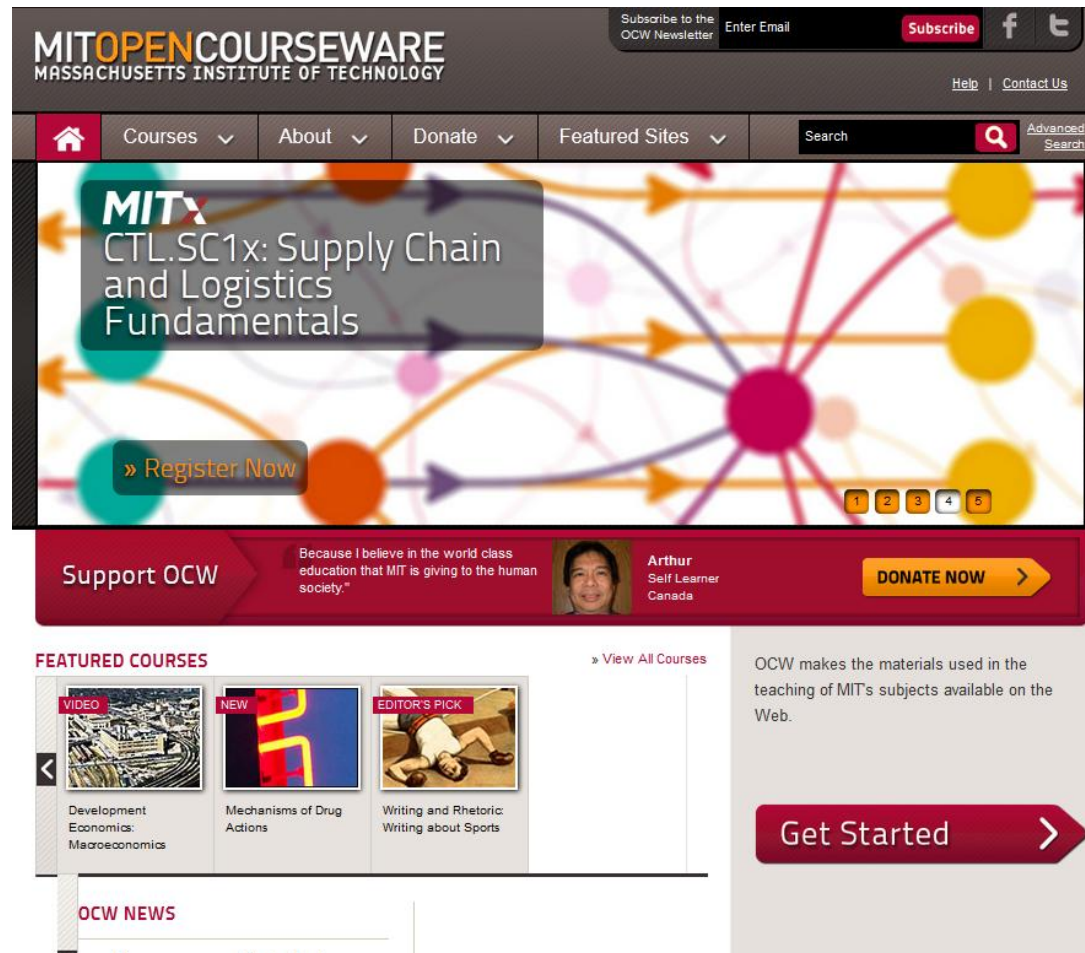 Subscribe to the
OCW Newsletter
Enter Email
Subscribe
MITOPENCOURSEWARE
MASSACHUSETTS INSTITUTE OF TECHNOLOGY
Help | Contact Us
Courses
About
Donate
Featured Sites
Search
Advanced
Search
MITx
CTL.SC1x: Supply Chain
and Logistics
Fundamentals
» Register Now
1 2 3 4 5
Support OCW
Because I believe in the world class
education that MIT is giving to the human
society."
Arthur
Self Learner
Canada
DONATE NOW
FEATURED COURSES
» View All Courses
VIDEO
Development
Economics:
Macroeconomics
NEW
Mechanisms of Drug
Actions
EDITOR'S PICK
Writing and Rhetoric:
Writing about Sports
OCW makes the materials used in the
teaching of MIT's subjects available on the
Web.
Get Started
OCW NEWS